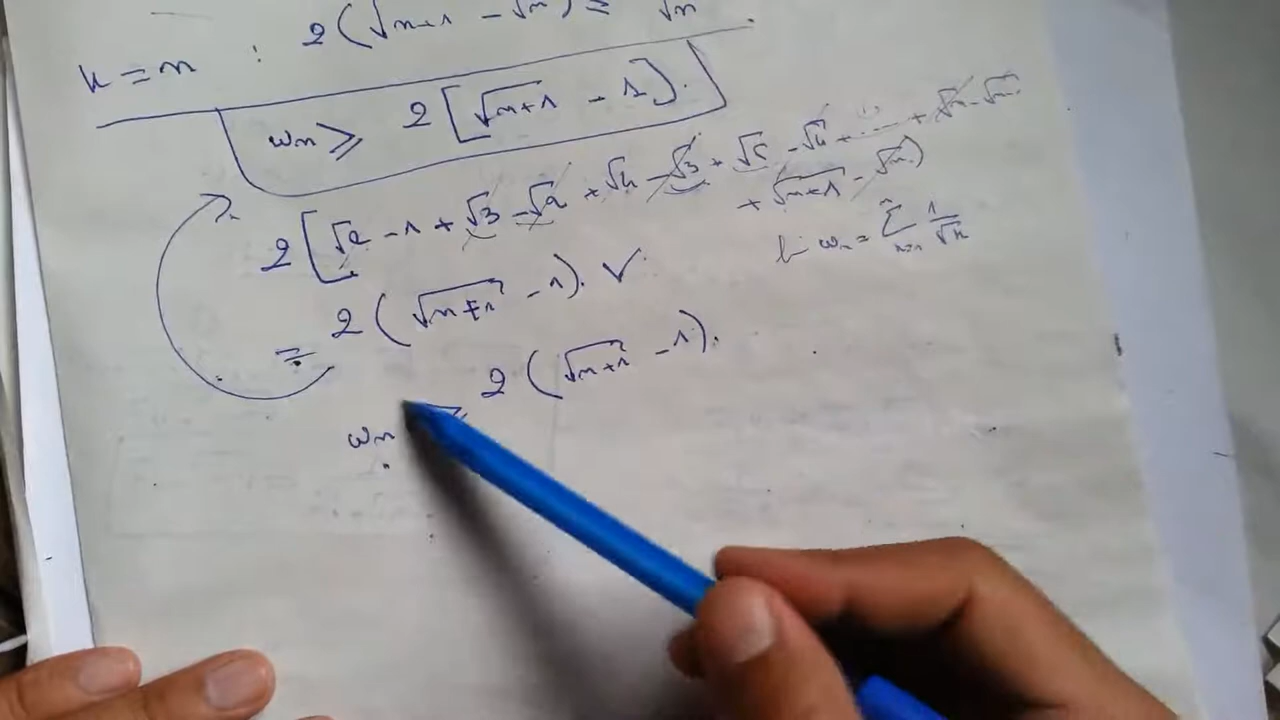 k = n : 2(√n+1 - √n) ≤ √n
wn ≥ 2[√n+1 - 1].
2[√2 - 1 + √3 - √2 + √4 - √3 + √5 - √4 + ..... + √n - √n
+ √n+1 - √n)
wn = Σ 1/√k
= 2(√n+1 - 1). ✓
wn ≥ 2(√n+1 - 1).